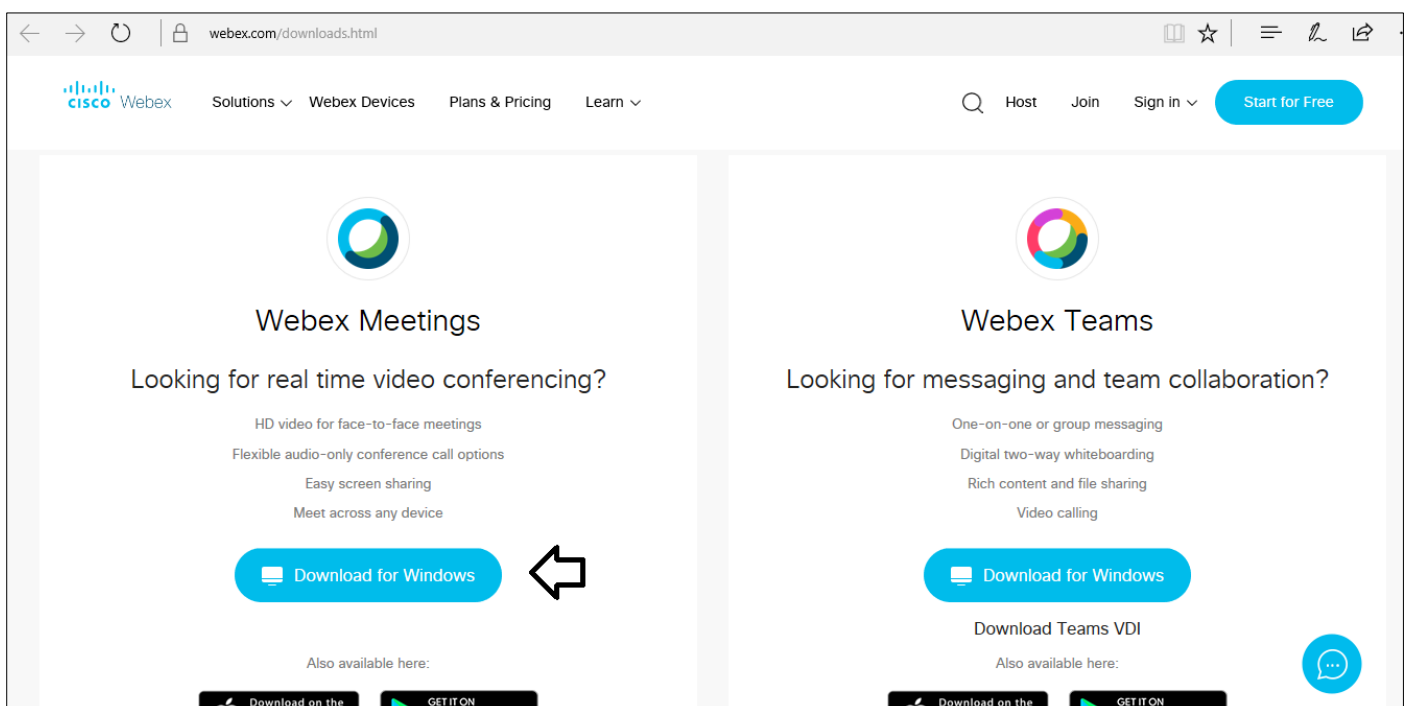 webex.com/downloads.html
cisco Webex Solutions Webex Devices Plans & Pricing Learn Host Join Sign in Start for Free
Webex Meetings
Looking for real time video conferencing?
HD video for face-to-face meetings
Flexible audio-only conference call options
Easy screen sharing
Meet across any device
Download for Windows
Also available here:
Download on the
GET IT ON
Webex Teams
Looking for messaging and team collaboration?
One-on-one or group messaging
Digital two-way whiteboarding
Rich content and file sharing
Video calling
Download for Windows
Download Teams VDI
Also available here:
Download on the
GET IT ON